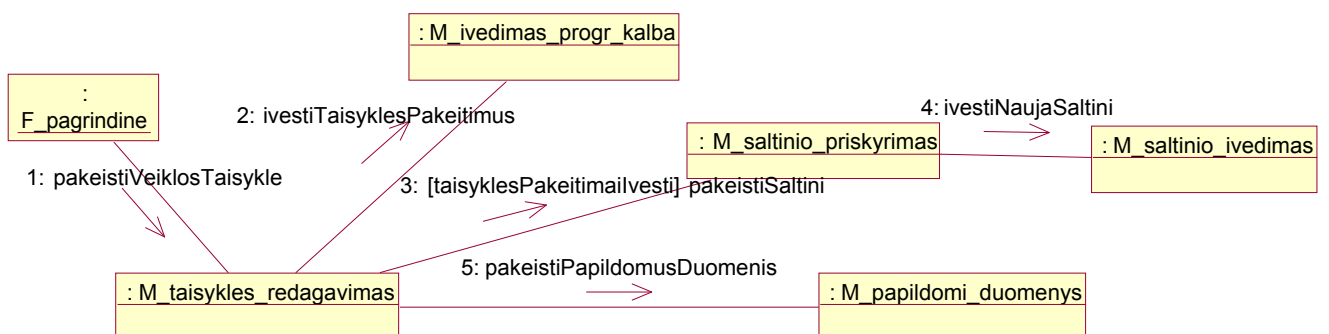 : M_ivedimas_progr_kalba
:
F_pagrindine
2: ivestiTaisyklesPakeitimus
4: ivestiNaujaSaltini
: M_saltinio_priskyrimas
: M_saltinio_ivedimas
1: pakeistiVeiklosTaisykle
3: [taisyklesPakeitimaiIvesti] pakeistiSaltini
5: pakeistiPapildomusDuomenis
: M_taisykles_redagavimas
: M_papildomi_duomenys